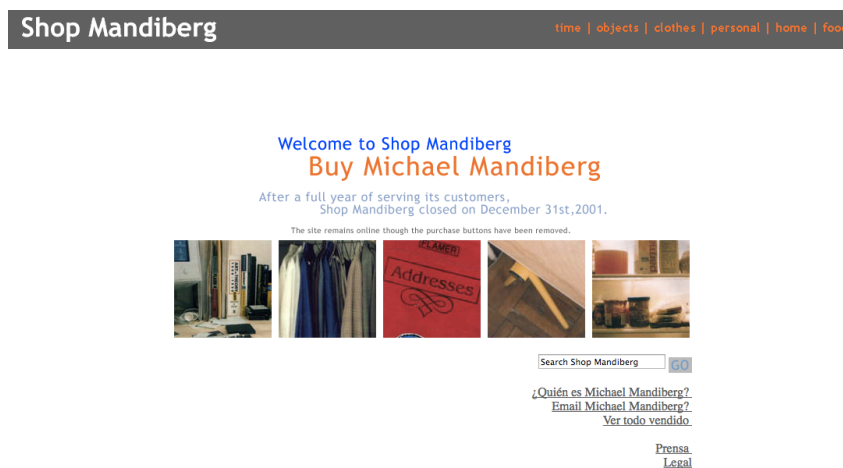 Shop Mandiberg
time | objects | clothes | personal | home | foo
Welcome to Shop Mandiberg
Buy Michael Mandiberg
After a full year of serving its customers,
Shop Mandiberg closed on December 31st,2001.
The site remains online though the purchase buttons have been removed.
Addresses
Search Shop Mandiberg GO
¿Quién es Michael Mandiberg?
Email Michael Mandiberg?
Ver todo vendido
Prensa
Legal